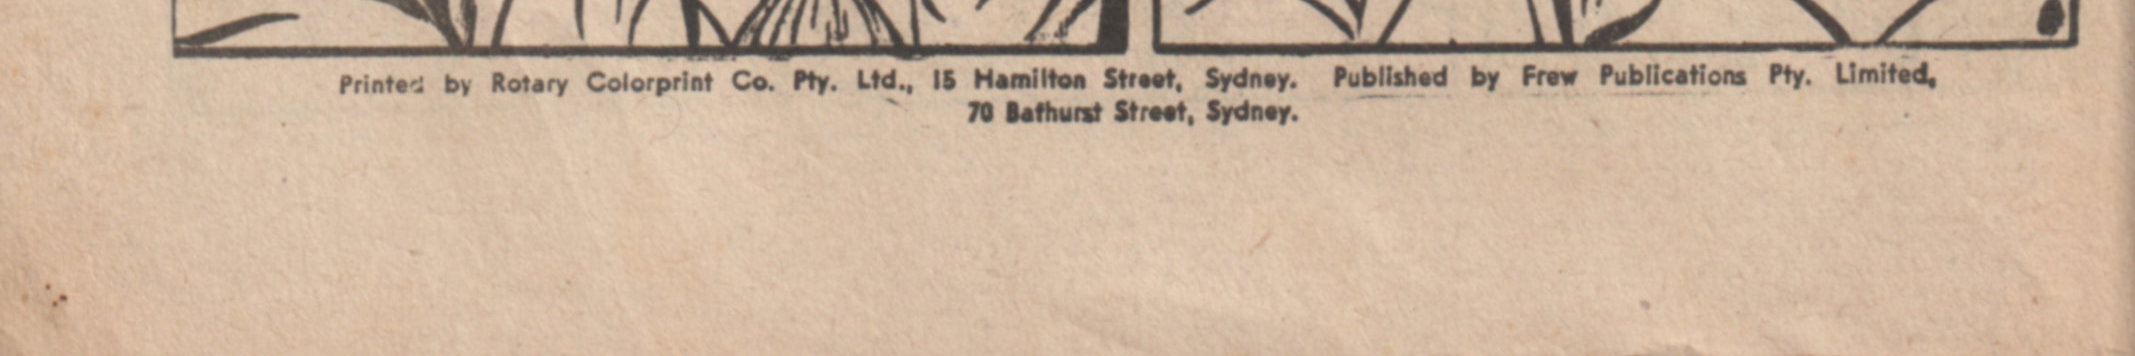 Printed by Rotary Colorprint Co. Pty. Ltd., 15 Hamilton Street, Sydney. Published by Frew Publications Pty. Limited,
70 Bathurst Street, Sydney.